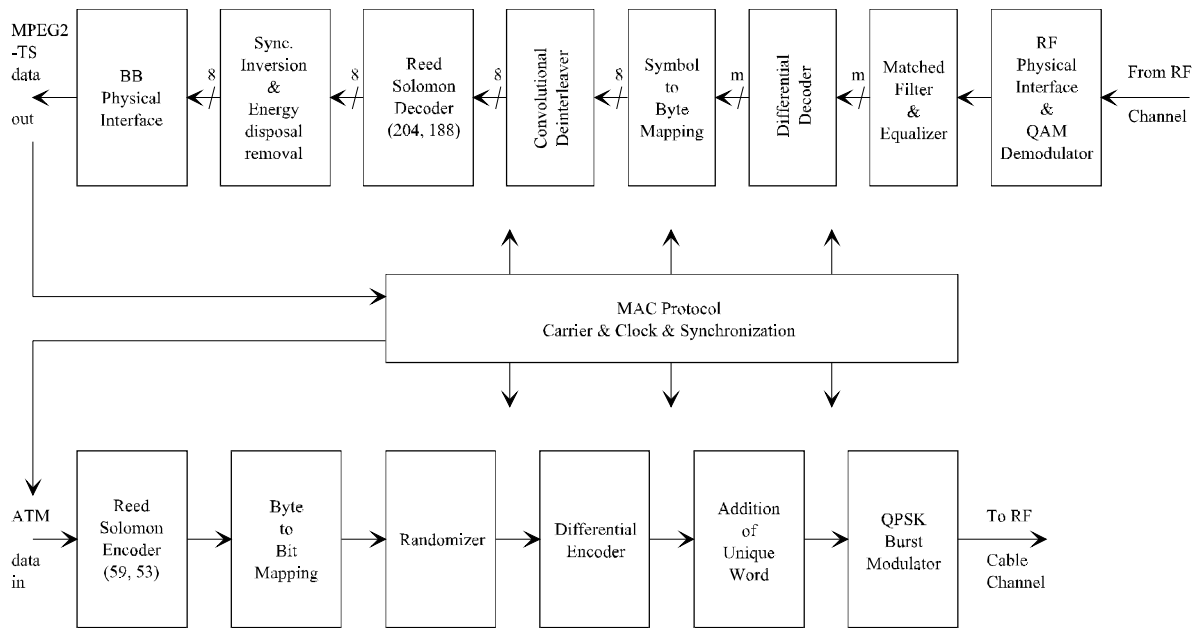 MPEG2
-TS
data
out
BB
Physical
Interface
8
Sync.
Inversion
&
Energy
disposal
removal
8
Reed
Solomon
Decoder
(204, 188)
8
Convolutional
Deinterleaver
8
Symbol
to
Byte
Mapping
m
Differential
Decoder
m
Matched
Filter
&
Equalizer
RF
Physical
Interface
&
QAM
Demodulator
From RF
Channel
MAC Protocol
Carrier & Clock & Synchronization
ATM
data
in
Reed
Solomon
Encoder
(59, 53)
Byte
to
Bit
Mapping
Randomizer
Differential
Encoder
Addition
of
Unique
Word
QPSK
Burst
Modulator
To RF
Cable
Channel